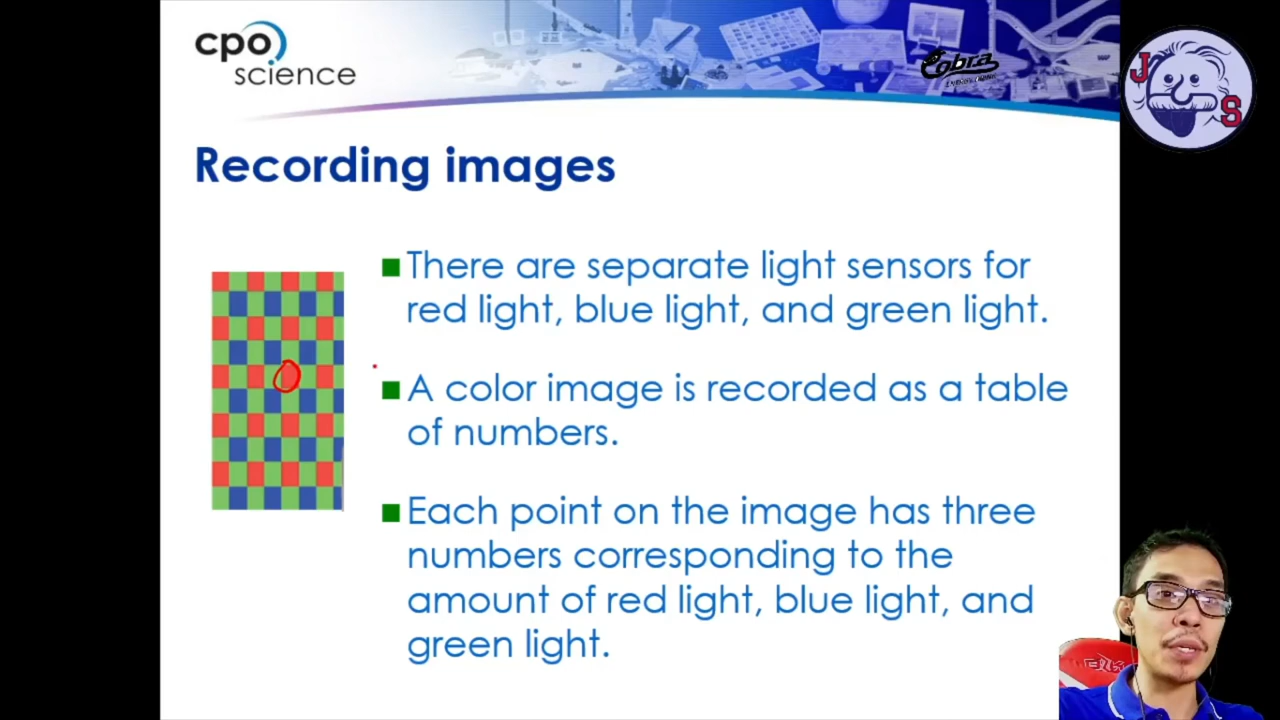 cpo
science
Cobra
J
S
Recording images
There are separate light sensors for
red light, blue light, and green light.
A color image is recorded as a table
of numbers.
Each point on the image has three
numbers corresponding to the
amount of red light, blue light, and
green light.